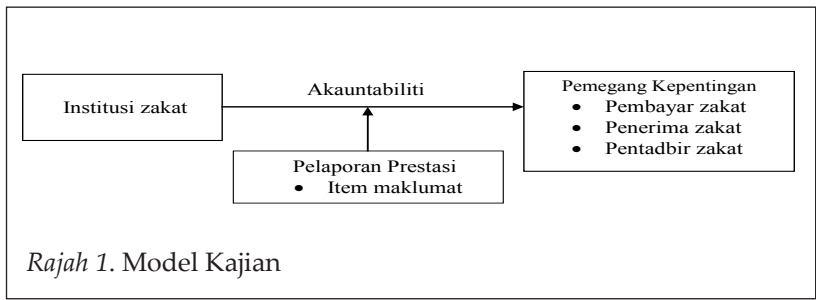 Institusi zakat
Akauntabiliti
Pemegang Kepentingan
• Pembayar zakat
• Penerima zakat
• Pentadbir zakat
Pelaporan Prestasi
• Item maklumat
Rajah 1. Model Kajian